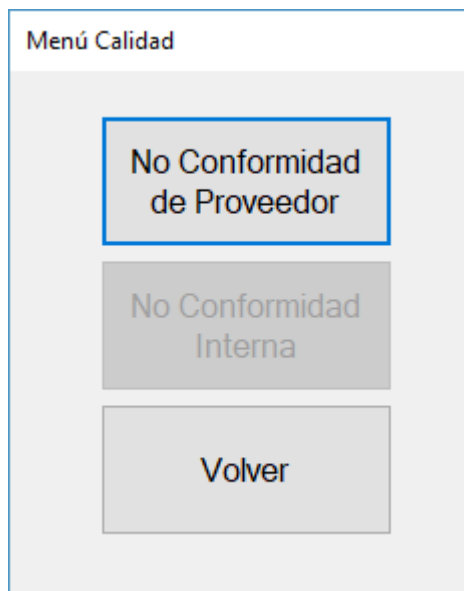 Menú Calidad
No Conformidad
de Proveedor
No Conformidad
Interna
Volver